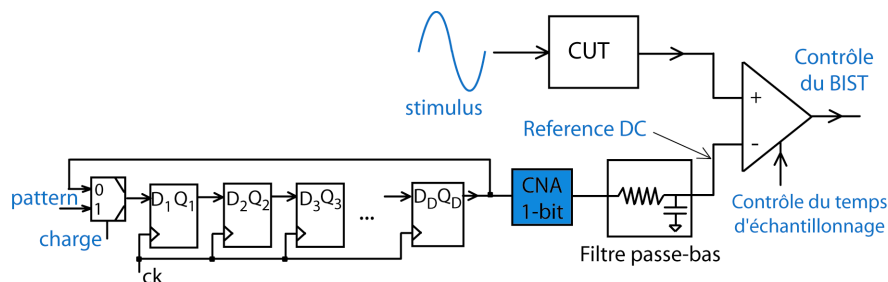 CUT
stimulus
Contrôle
du BIST
+
-
Reference DC
Contrôle du temps
d'échantillonnage
pattern
0
1
charge
D1 Q1
D2 Q2
D3 Q3
...
DD QD
ck
CNA
1-bit
Filtre passe-bas